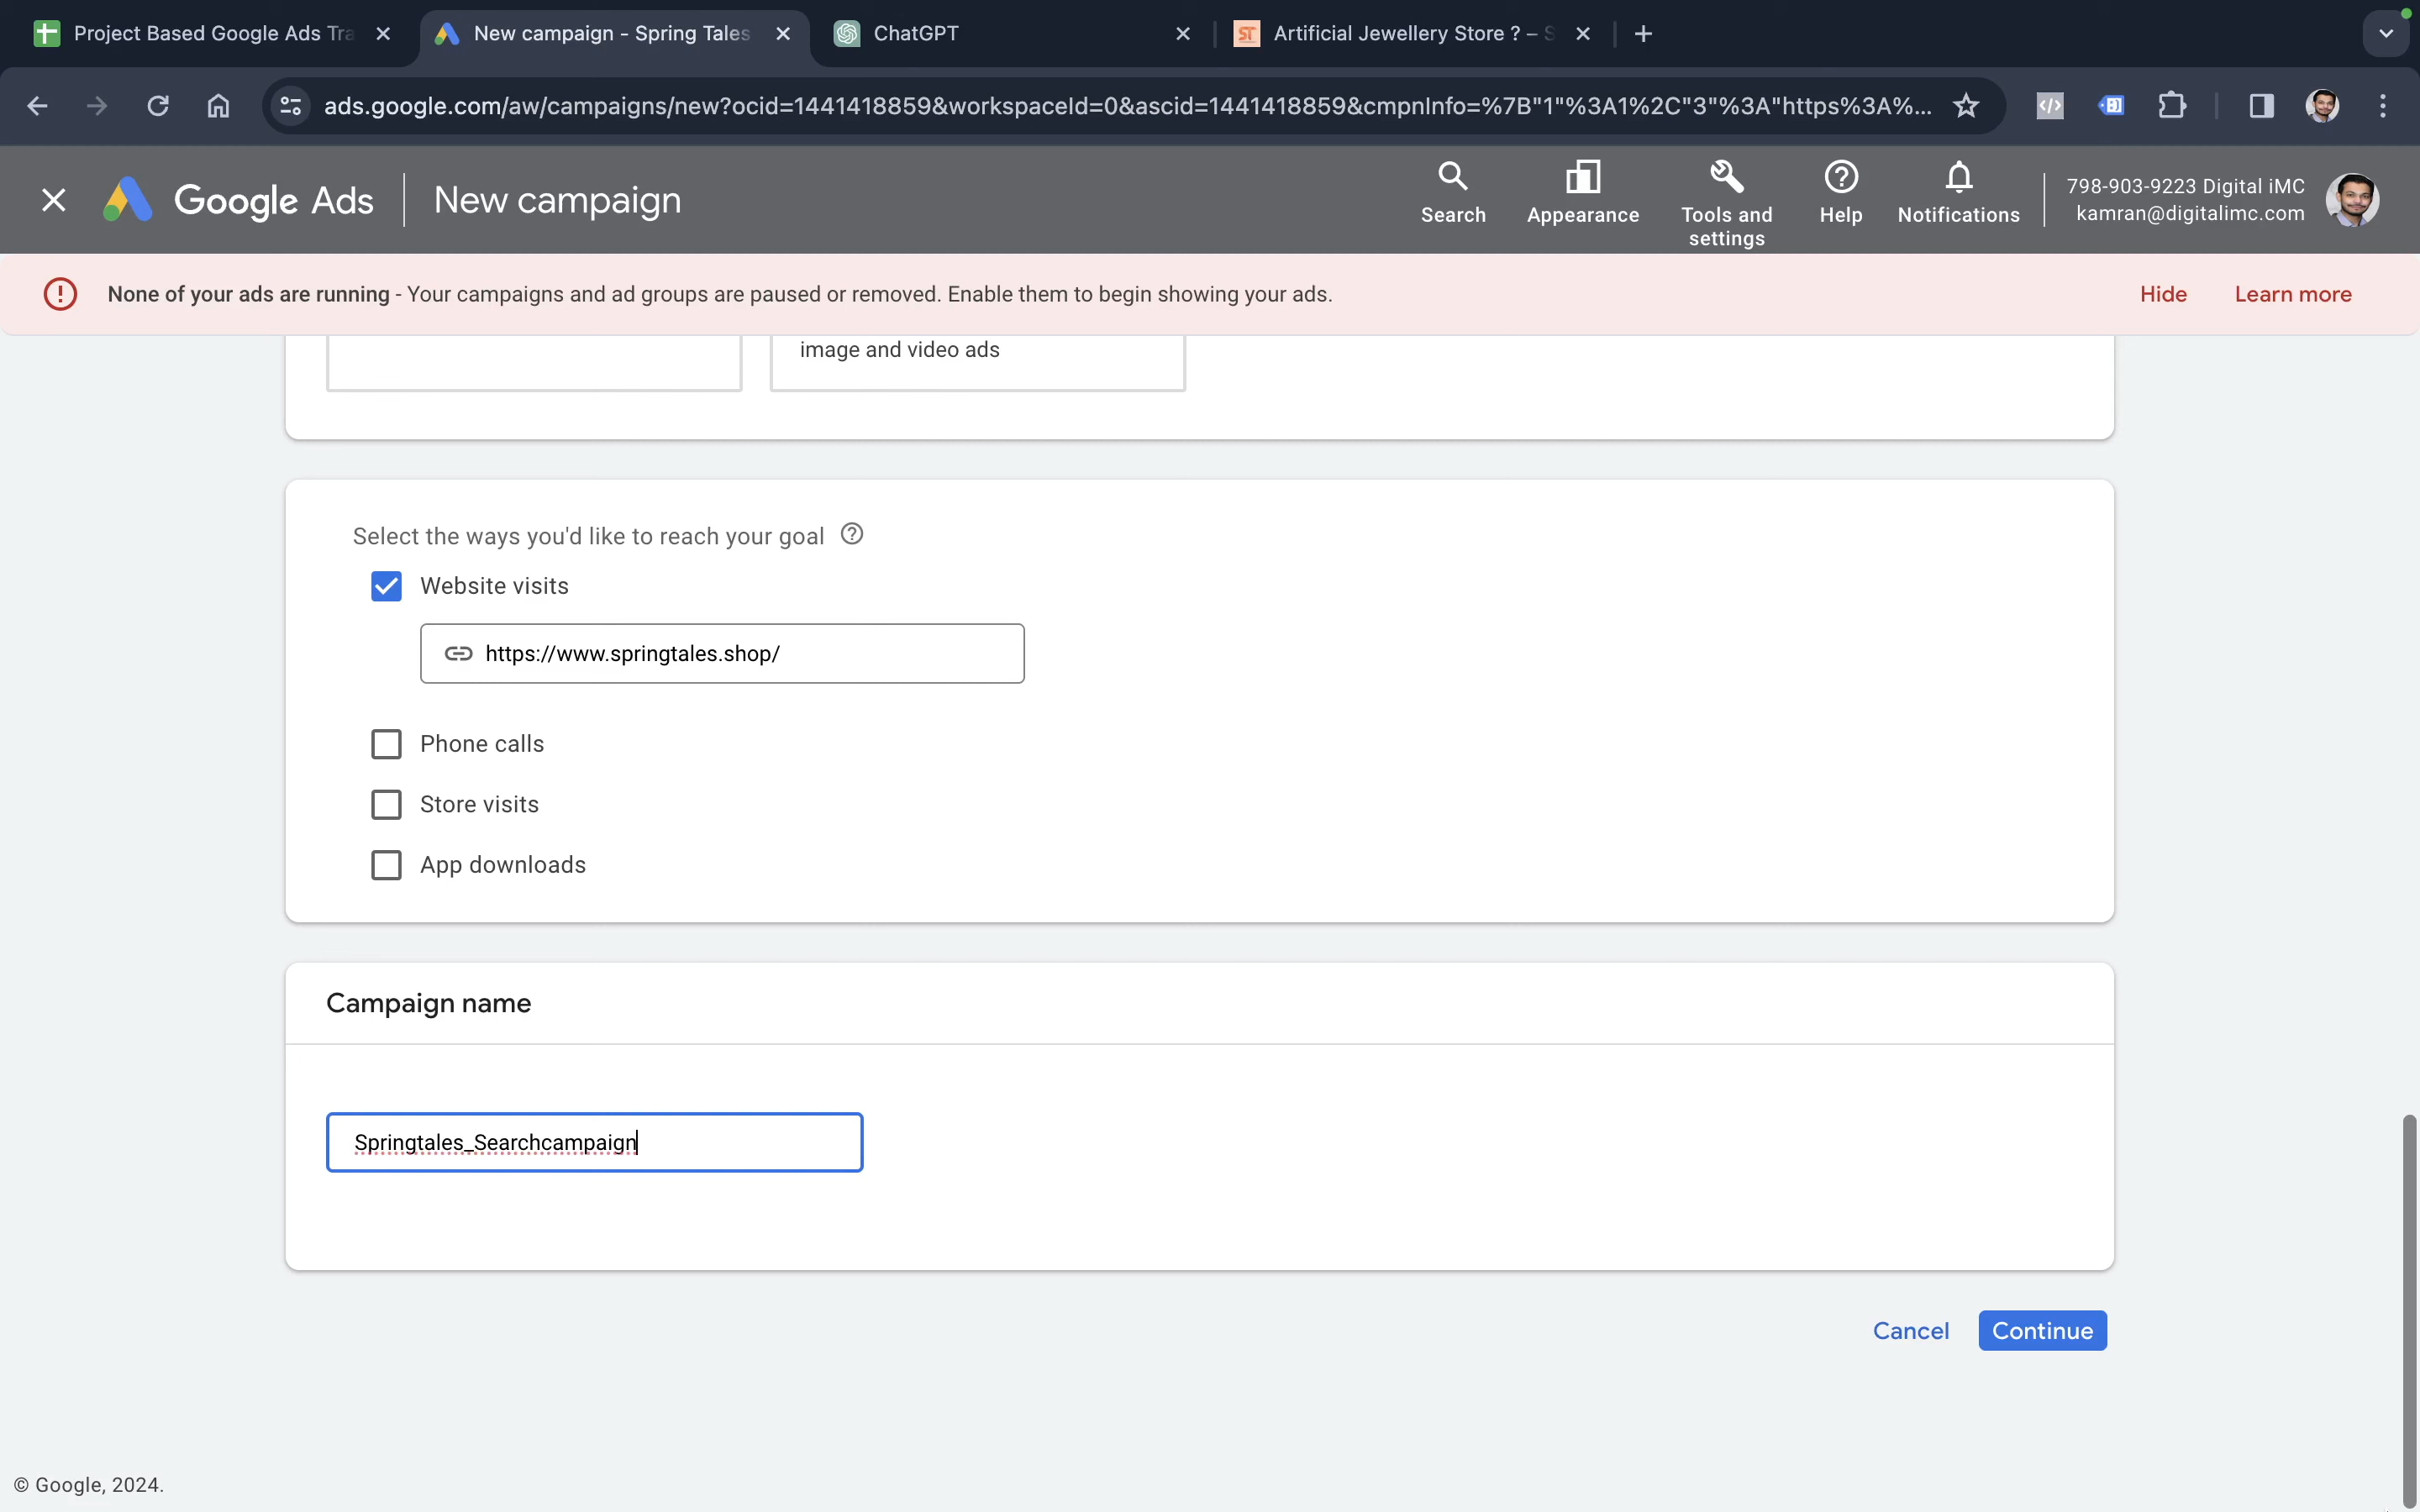 Project Based Google Ads Tra
New campaign - Spring Tales
ChatGPT
ST
Artificial Jewellery Store ? – S
ads.google.com/aw/campaigns/new?ocid=1441418859&workspaceId=0&ascid=1441418859&cmpnInfo=%7B"1"%3A1%2C"3"%3A"https%3A%...
Google Ads
New campaign
Search
Appearance
Tools and
settings
Help
Notifications
798-903-9223 Digital iMC
kamran@digitalimc.com
None of your ads are running - Your campaigns and ad groups are paused or removed. Enable them to begin showing your ads.
Hide
Learn more
image and video ads
Select the ways you'd like to reach your goal
Website visits
https://www.springtales.shop/
Phone calls
Store visits
App downloads
Campaign name
Springtales_Searchcampaign
Cancel
Continue
© Google, 2024.